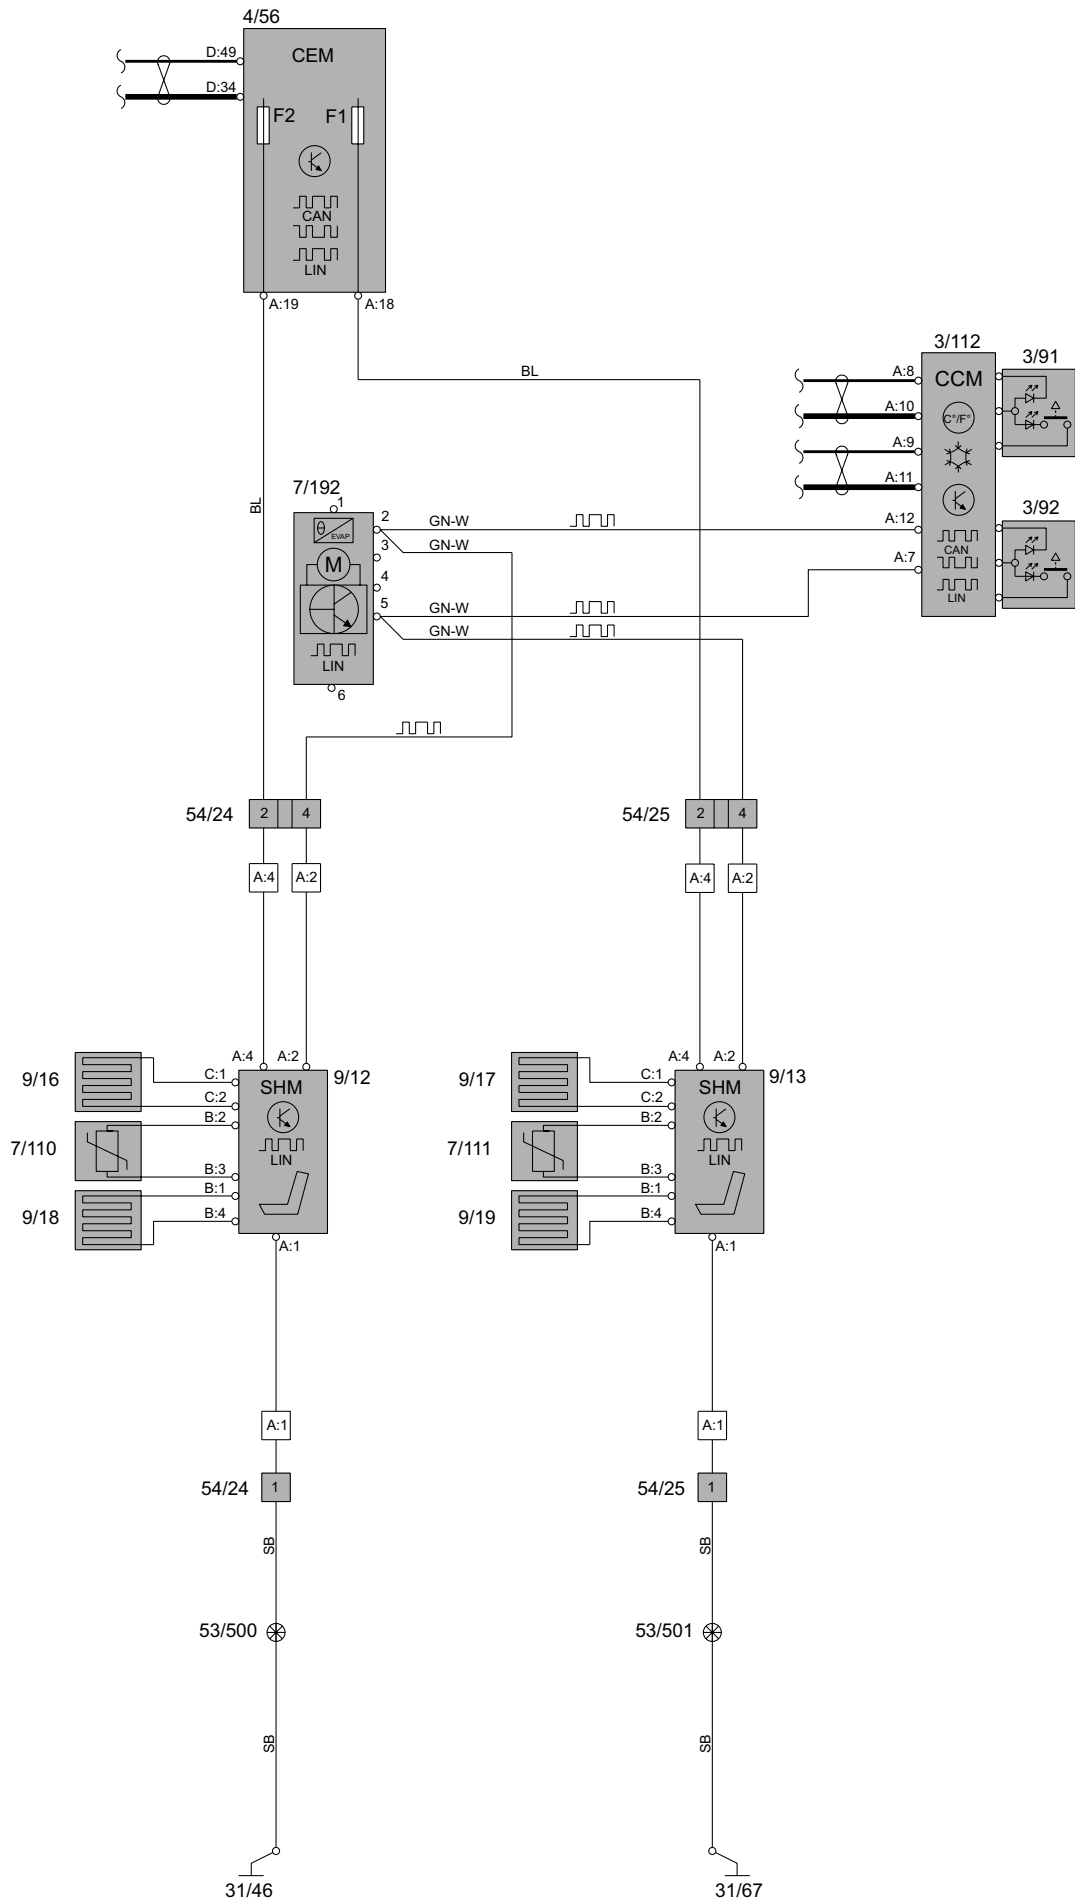 4/56
D:49
CEM
D:34
F2
F1
CAN
LIN
A:19
A:18
3/112
3/91
BL
A:8
CCM
A:10
C°/F°
A:9
A:11
BL
7/192
1
2
GN-W
A:12
3/92
EVAP
GN-W
3
CAN
M
A:7
4
LIN
5
GN-W
GN-W
LIN
6
54/24
2
4
54/25
2
4
A:4
A:2
A:4
A:2
A:4
A:2
A:4
A:2
9/16
C:1
SHM
9/12
9/17
C:1
SHM
9/13
C:2
C:2
B:2
B:2
7/110
LIN
7/111
LIN
B:3
B:3
B:1
B:1
9/18
B:4
9/19
B:4
A:1
A:1
A:1
A:1
54/24
1
54/25
1
SB
SB
53/500
53/501
SB
SB
31/46
31/67